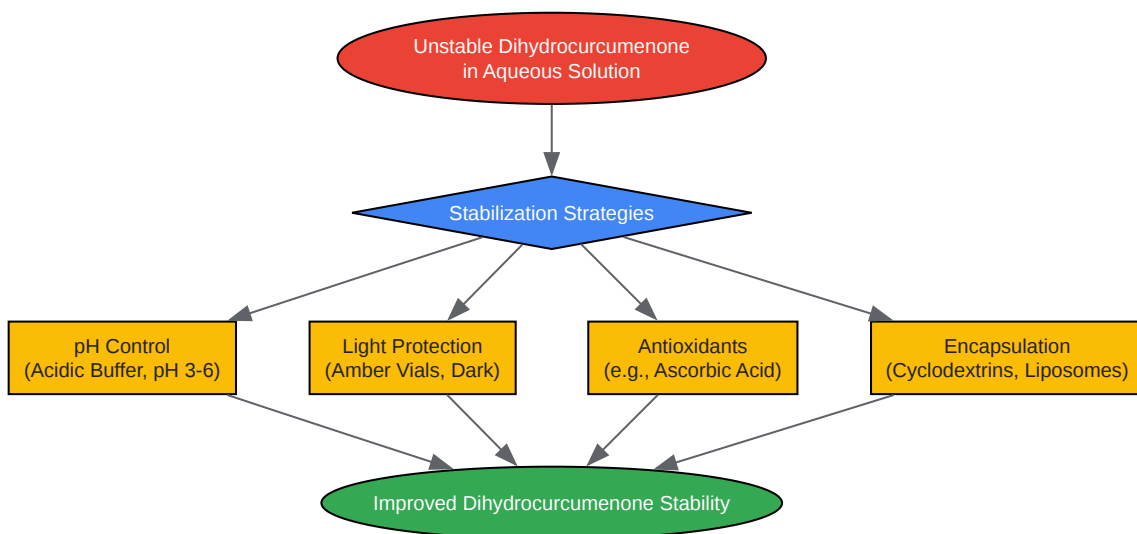 Unstable Dihydrocurcumenone
in Aqueous Solution
Stabilization Strategies
pH Control
(Acidic Buffer, pH 3-6)
Light Protection
(Amber Vials, Dark)
Antioxidants
(e.g., Ascorbic Acid)
Encapsulation
(Cyclodextrins, Liposomes)
Improved Dihydrocurcumenone Stability